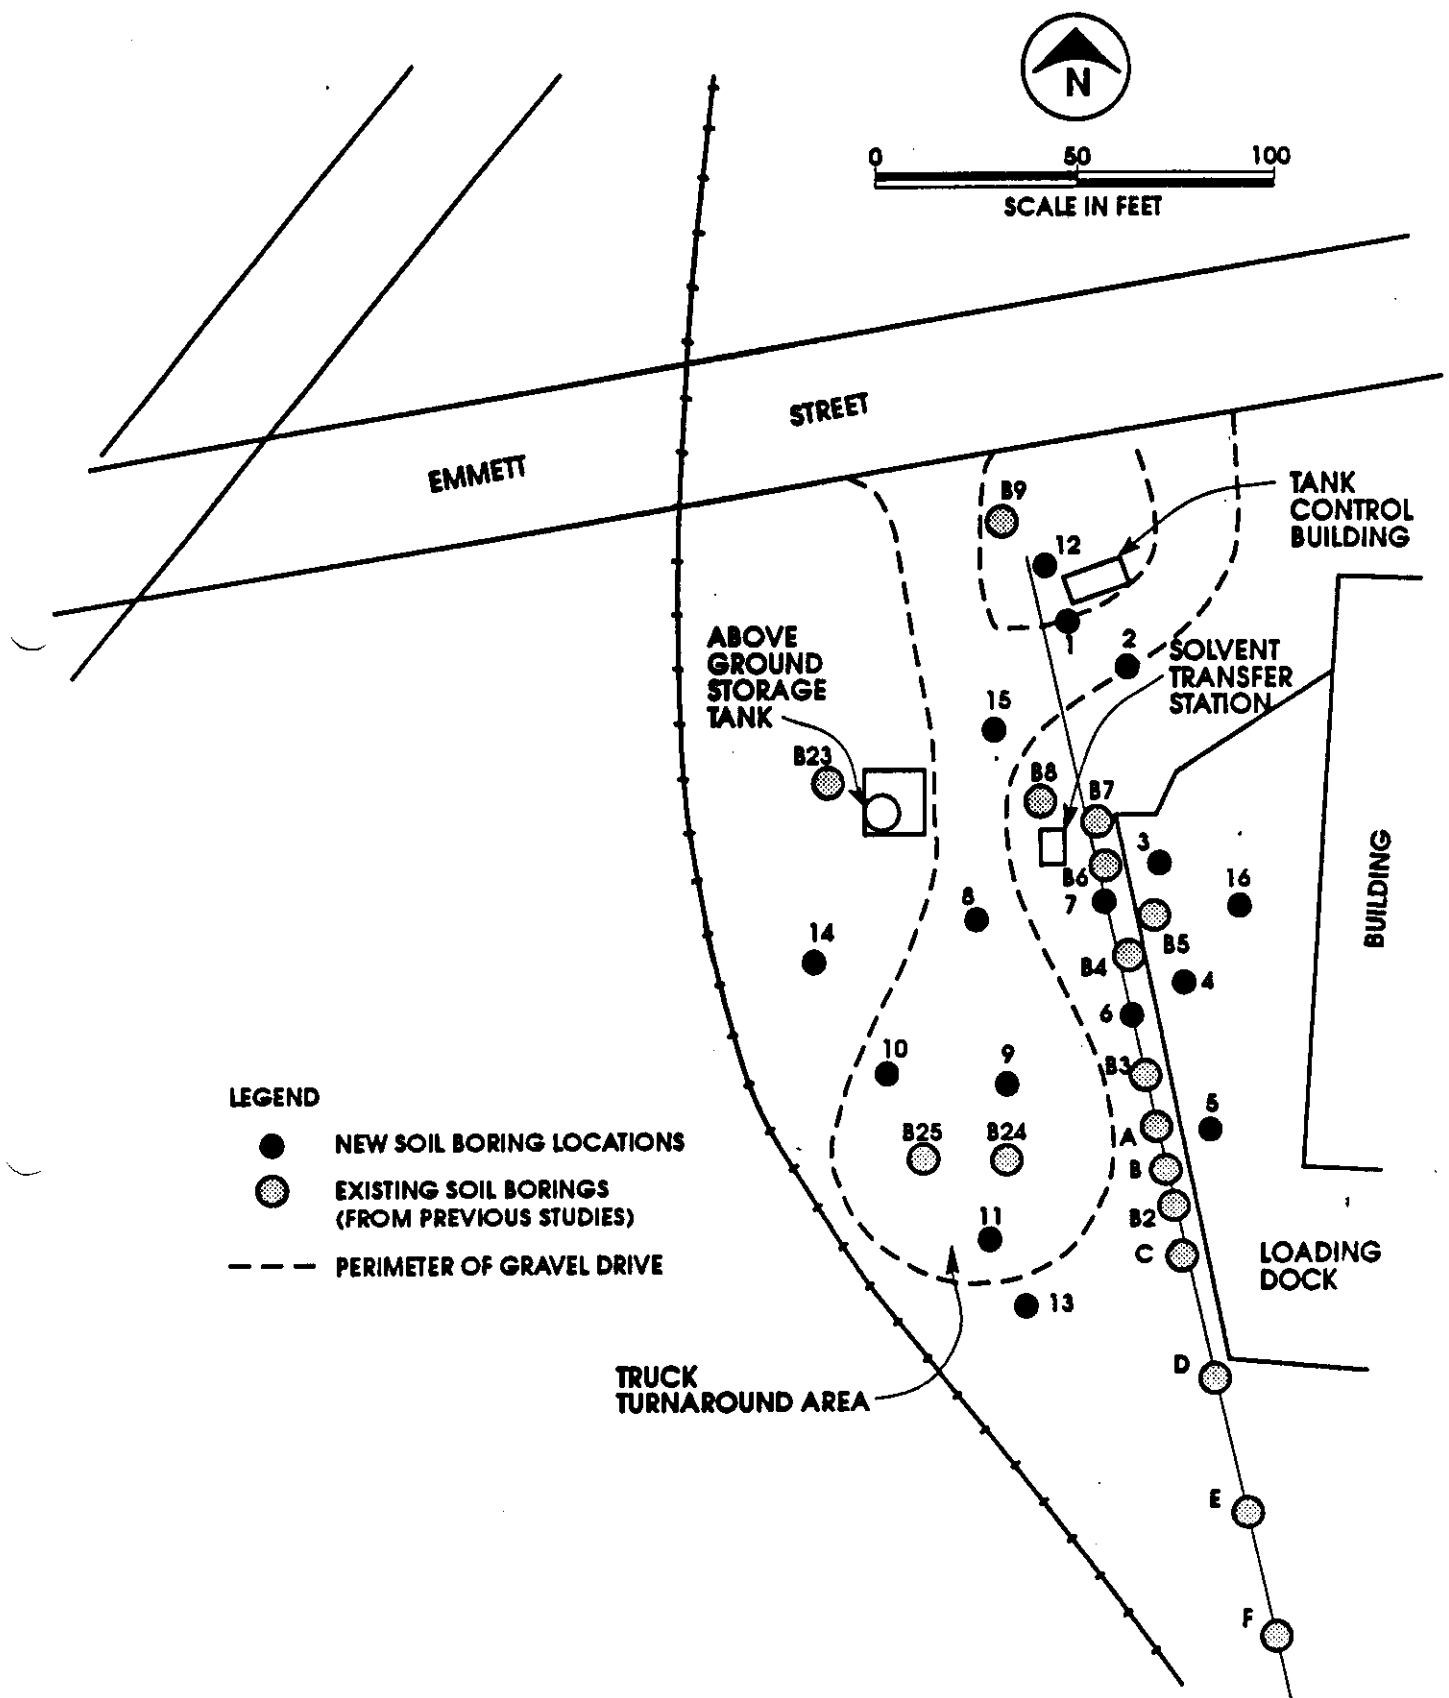 N
0 50 100
SCALE IN FEET
STREET
EMMETT
B9
TANK
CONTROL
BUILDING
12
1
2
ABOVE
GROUND
STORAGE
TANK
SOLVENT
TRANSFER
STATION
15
B23
B8
B7
3
B6
16
7
8
BUILDING
14
B5
B4
4
6
10
9
B3
LEGEND
5
NEW SOIL BORING LOCATIONS
B25
B24
A
B
EXISTING SOIL BORINGS
(FROM PREVIOUS STUDIES)
B2
11
C
PERIMETER OF GRAVEL DRIVE
LOADING
DOCK
13
D
TRUCK
TURNAROUND AREA
E
F